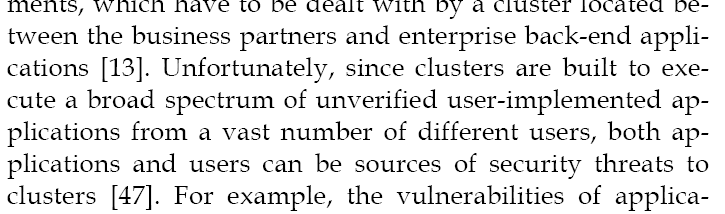 ments, which have to be dealt with by a cluster located be-
tween the business partners and enterprise back-end appli-
cations [13]. Unfortunately, since clusters are built to exe-
cute a broad spectrum of unverified user-implemented ap-
plications from a vast number of different users, both ap-
plications and users can be sources of security threats to
clusters [47]. For example, the vulnerabilities of applica-